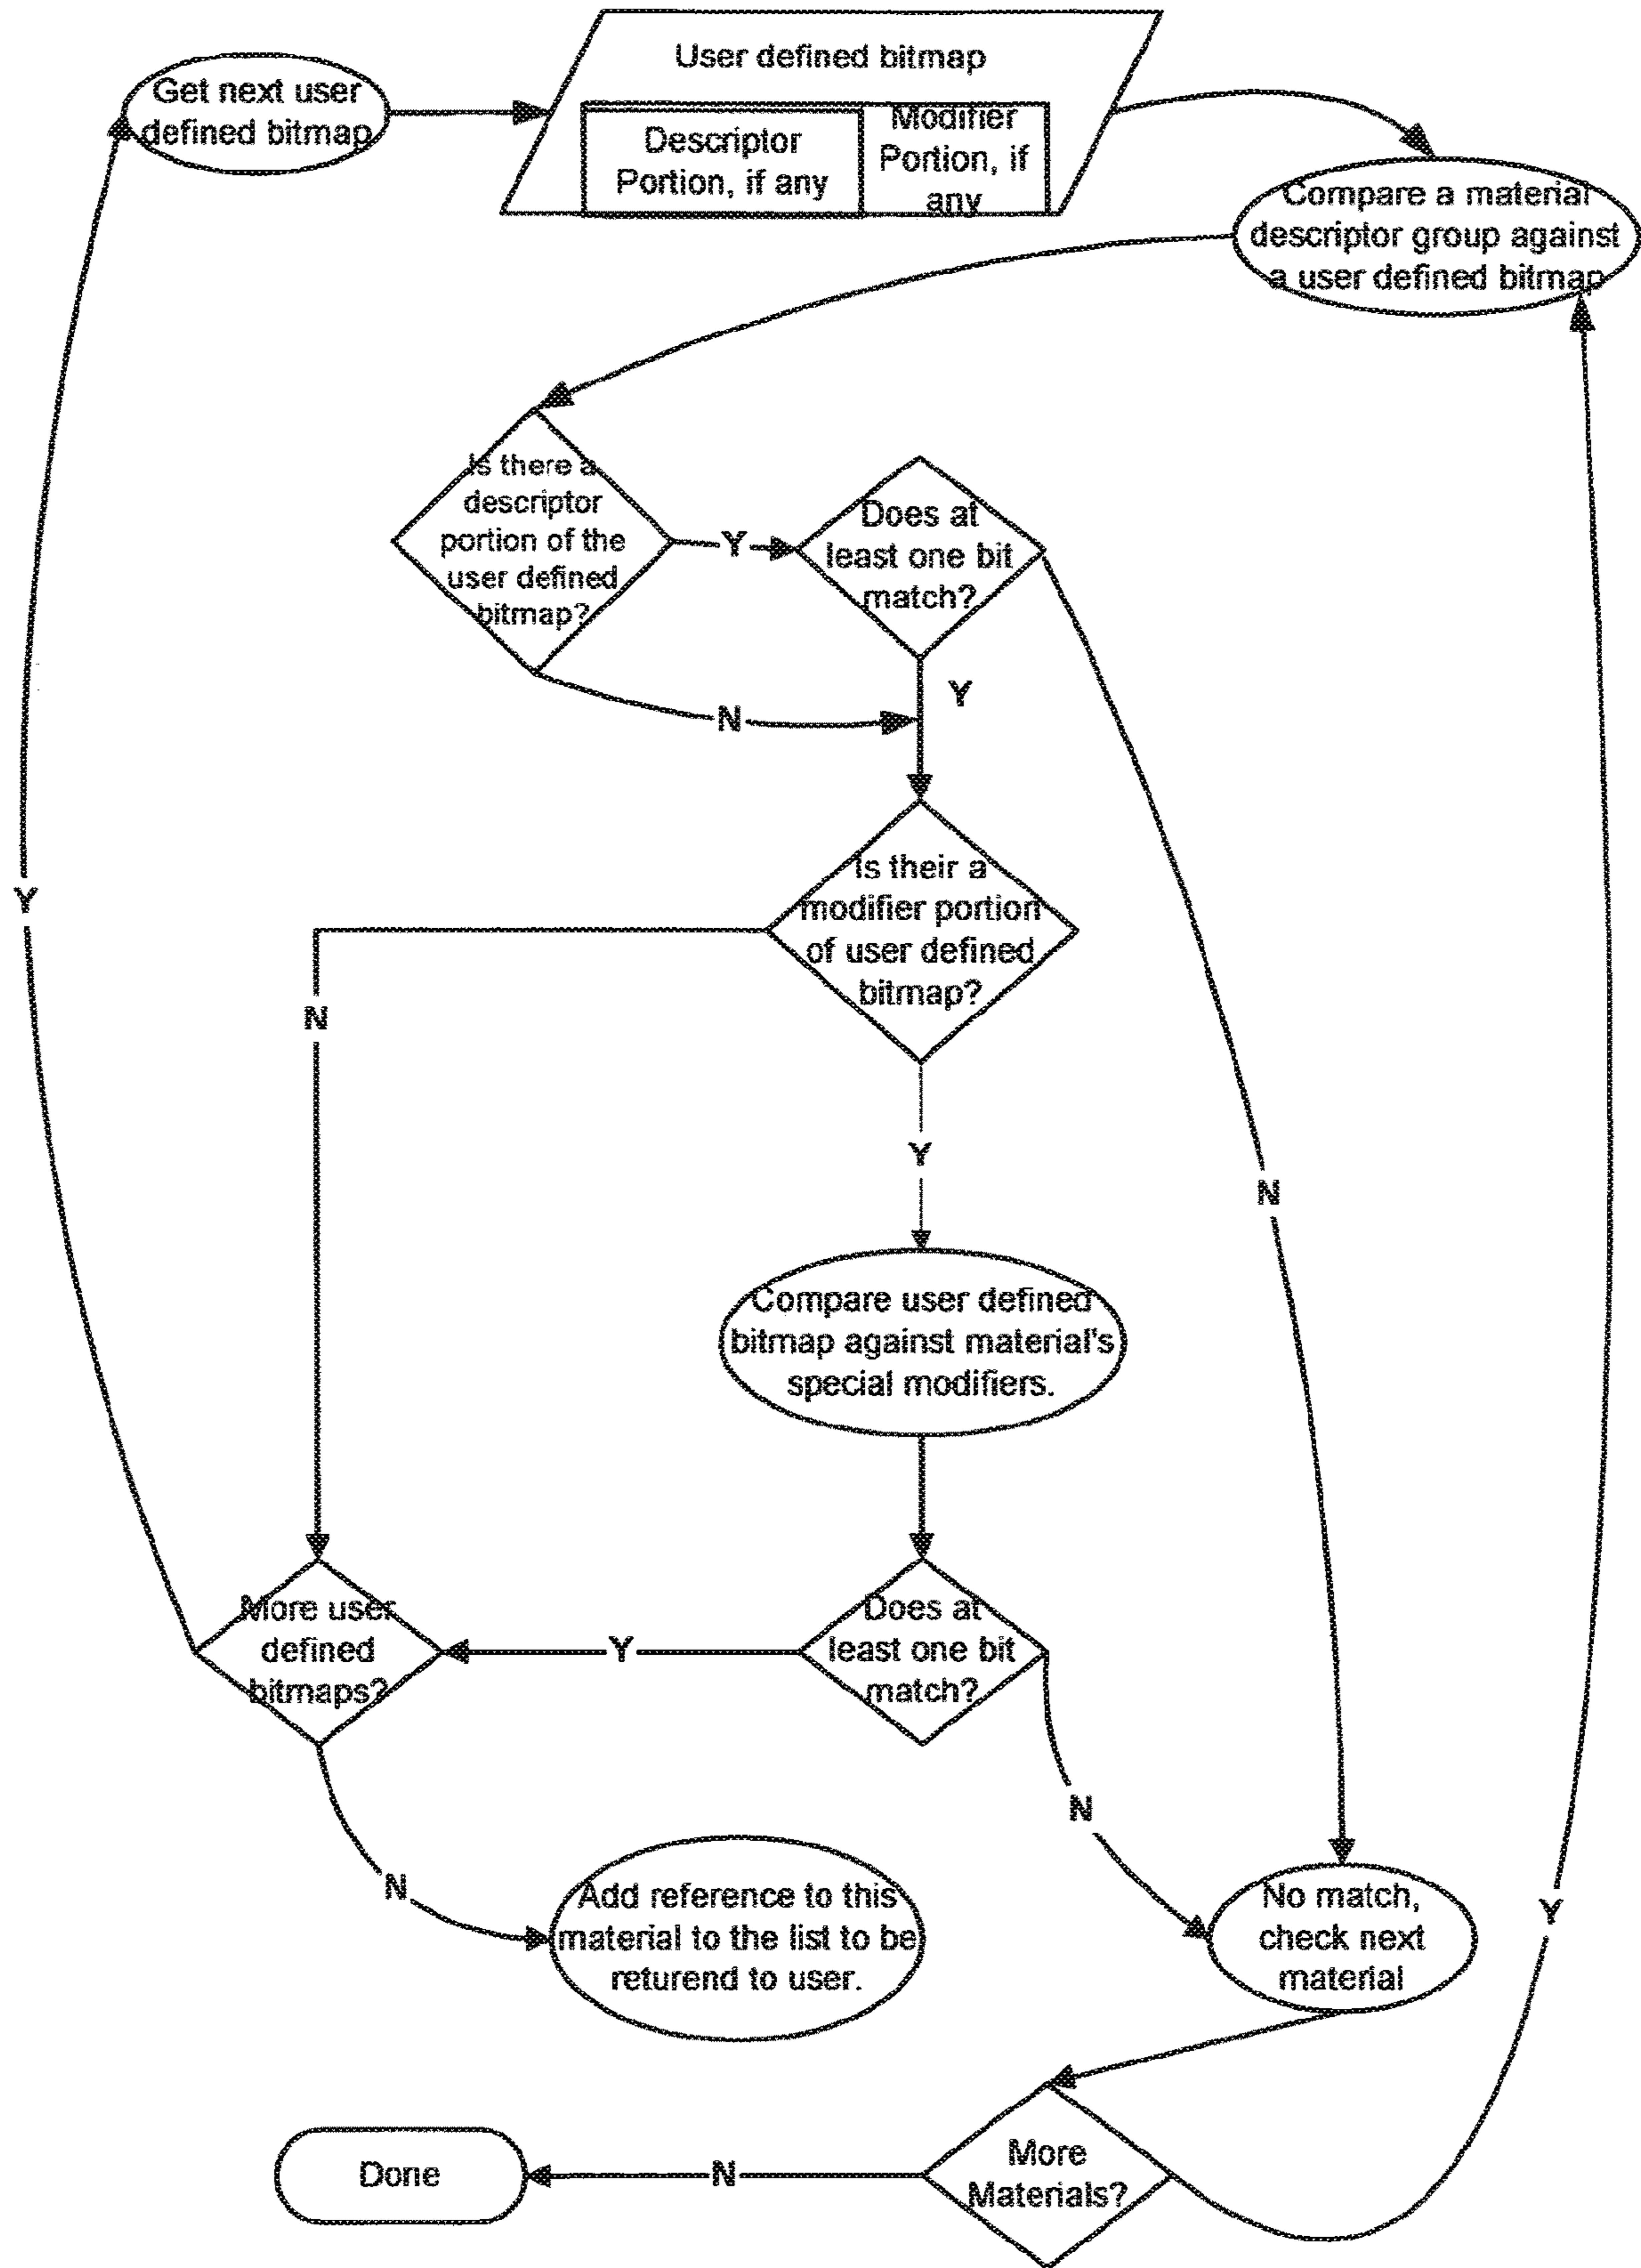 Get next user
defined bitmap
User defined bitmap
Descriptor
Portion, if any
Modifier
Portion, if
any
Compare a material
descriptor group against
a user defined bitmap
Is there a
descriptor
portion of the
user defined
bitmap?
Y
Does at
least one bit
match?
N
Y
Is their a
modifier portion
of user defined
bitmap?
Y
N
Y
N
Compare user defined
bitmap against material's
special modifiers.
More user
defined
bitmaps?
Y
Does at
least one bit
match?
N
N
Add reference to this
material to the list to be
returend to user.
No match,
check next
material
Y
Done
N
More
Materials?